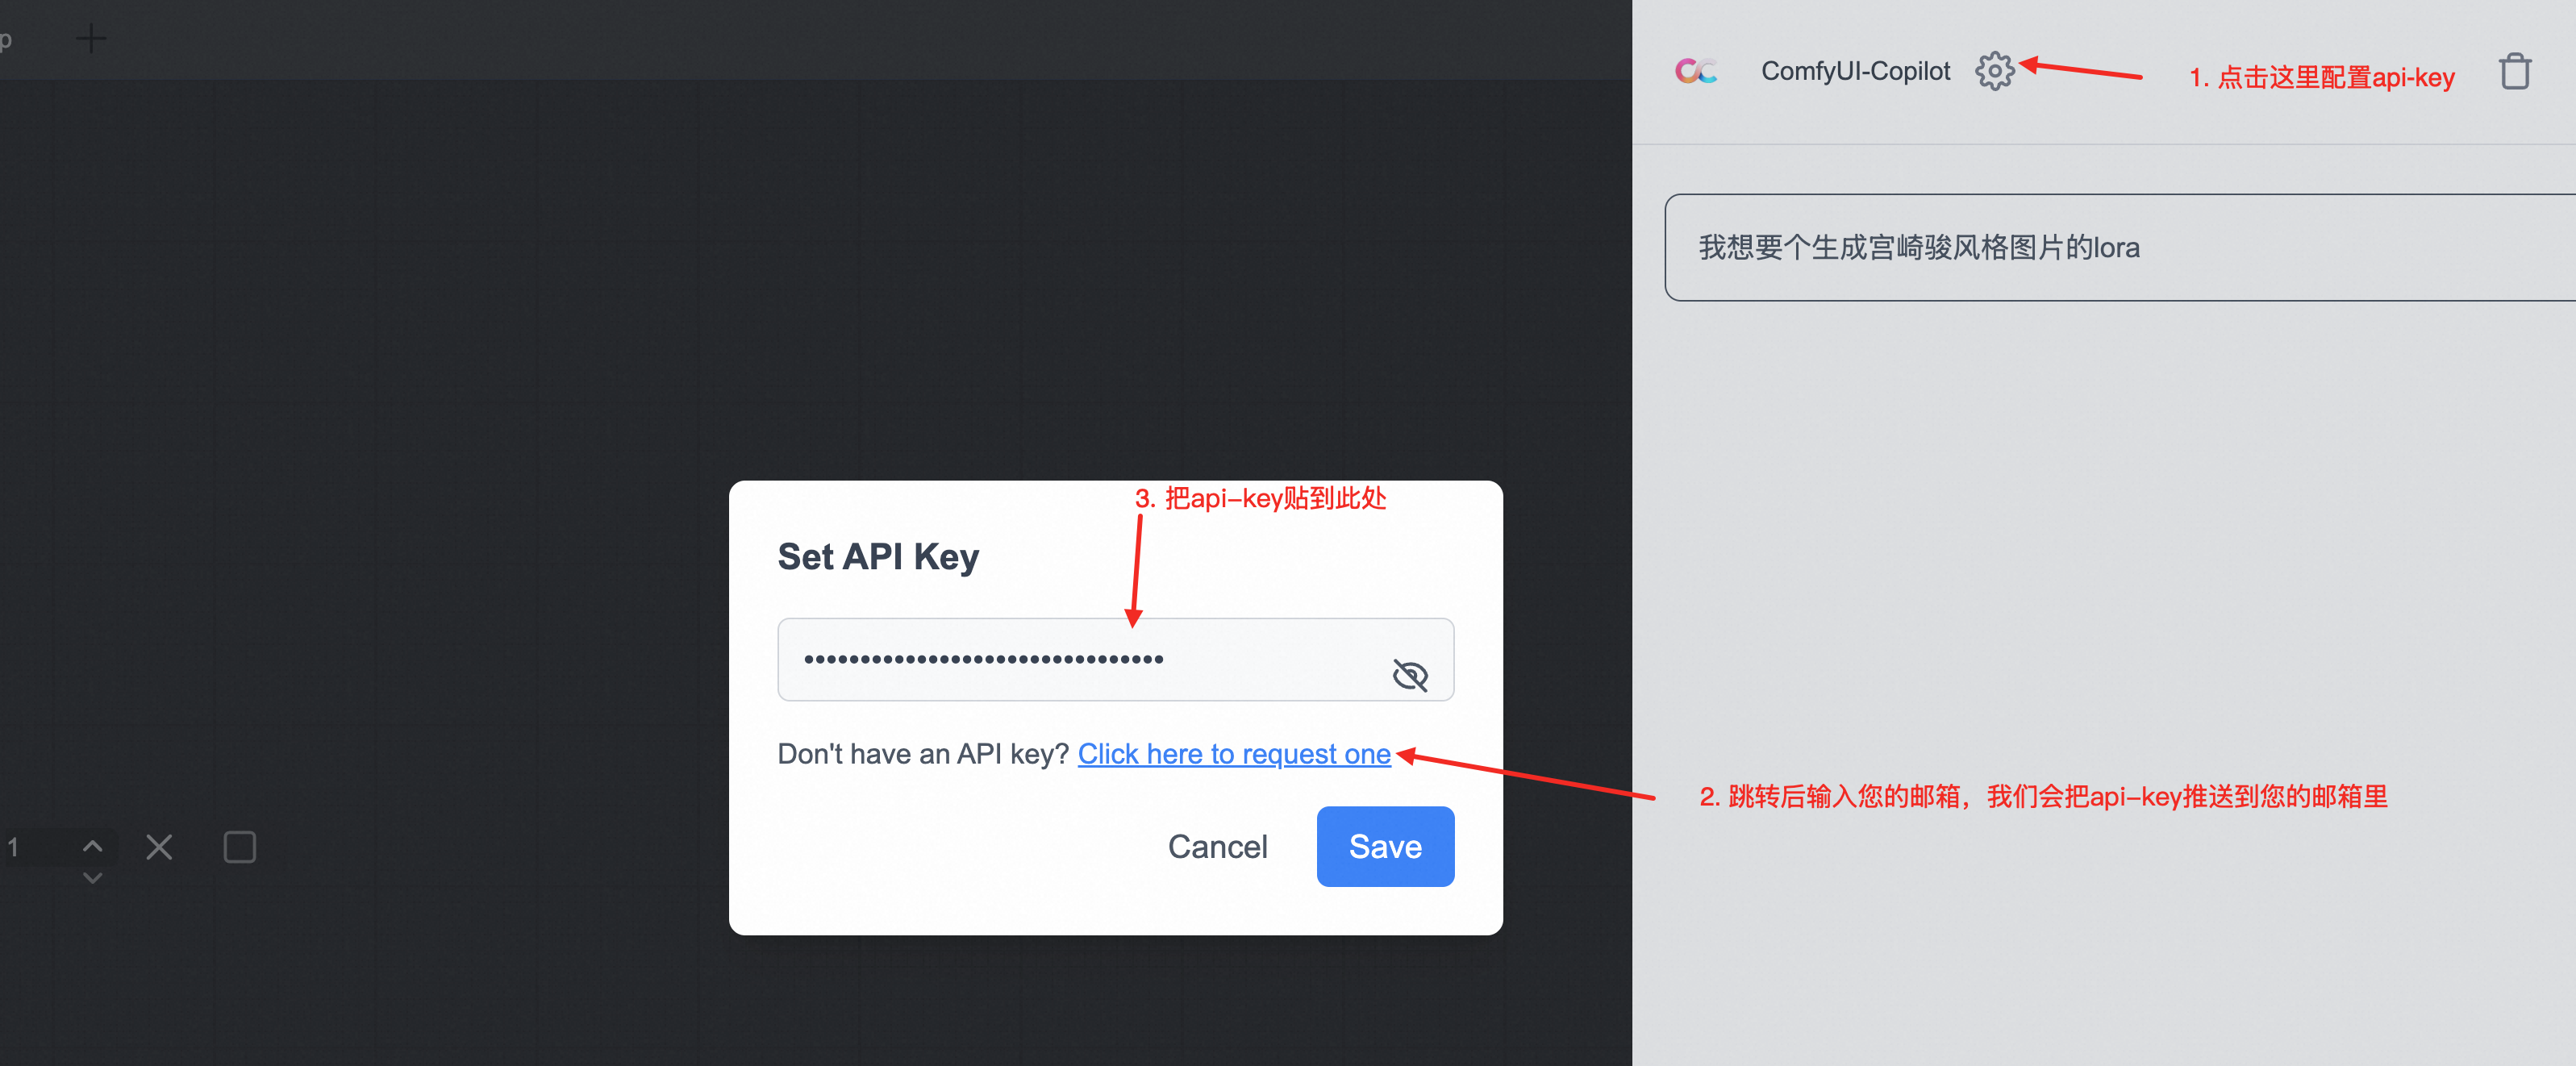 p
ComfyUI-Copilot
1. 点击这里配置api-key
我想要个生成宫崎骏风格图片的lora
3. 把api-key贴到此处
Set API Key
Don't have an API key? Click here to request one
2. 跳转后输入您的邮箱，我们会把api-key推送到您的邮箱里
Cancel
Save
1